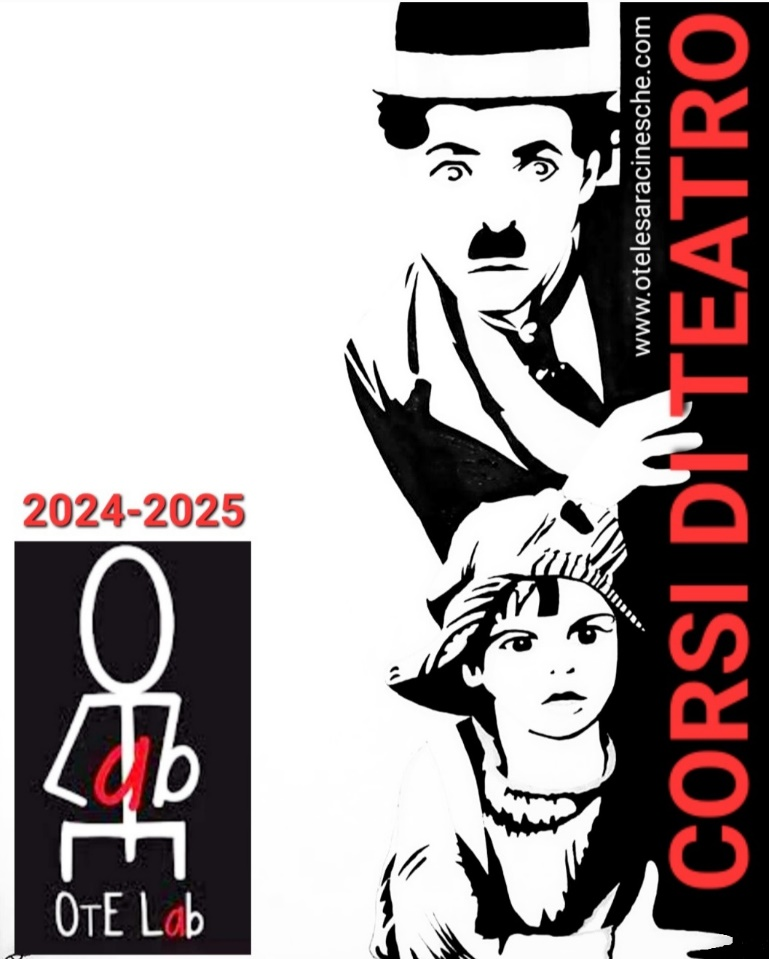 2024-2025
ab
OTE Lab
www.otelesaracinesche.com
CORSI DI TEATRO